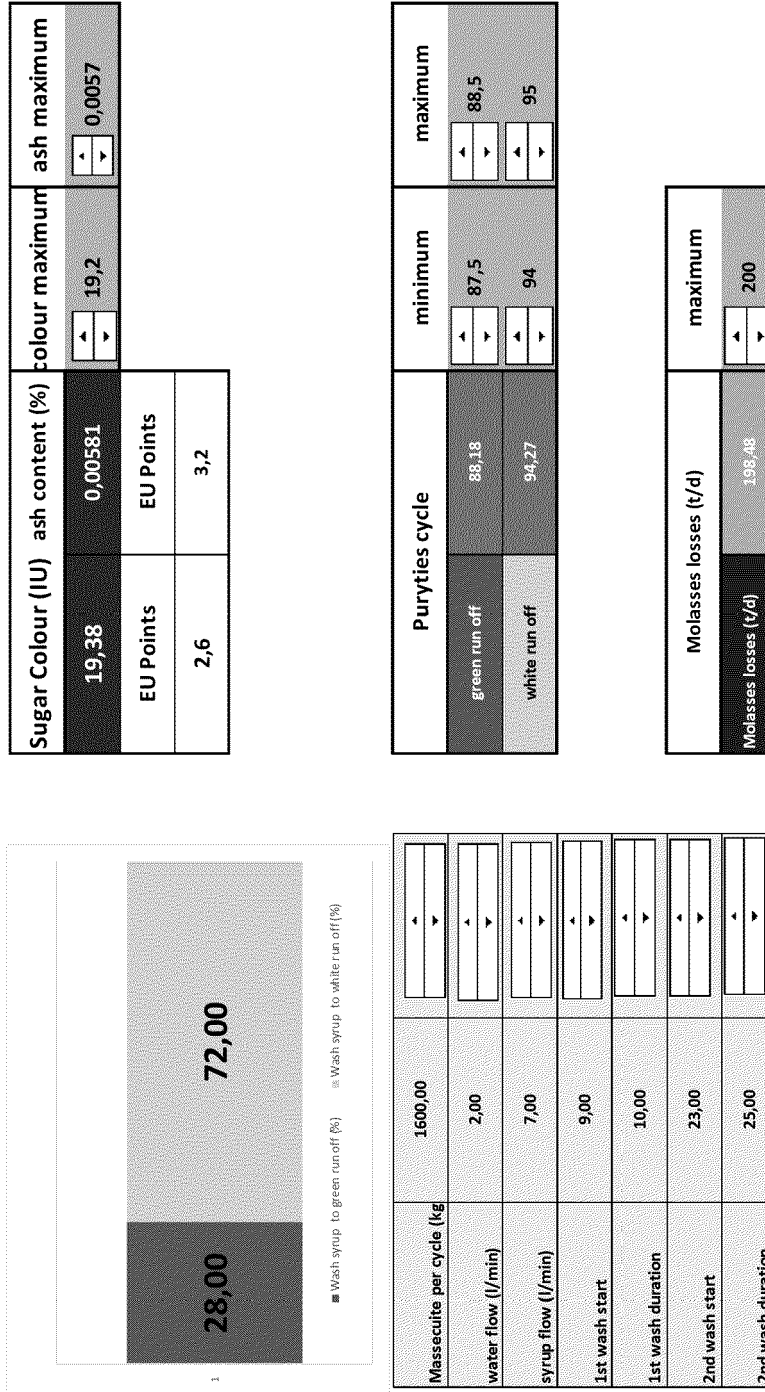 1
28,00 72,00
Wash syrup to green run off (%) Wash syrup to white run off (%)
Massecuite per cycle (kg 1600,00
water flow (l/min) 2,00
syrup flow (l/min) 7,00
1st wash start 9,00
1st wash duration 10,00
2nd wash start 23,00
2nd wash duration 25,00
Sugar Colour (IU) ash content (%) colour maximum ash maximum
19,38 0,00581 19,2 0,0057
EU Points EU Points
2,6 3,2
Puryties cycle minimum maximum
green run off 88,18 87,5 88,5
white run off 94,27 94 95
Molasses losses (t/d) maximum
Molasses losses (t/d) 198,48 200